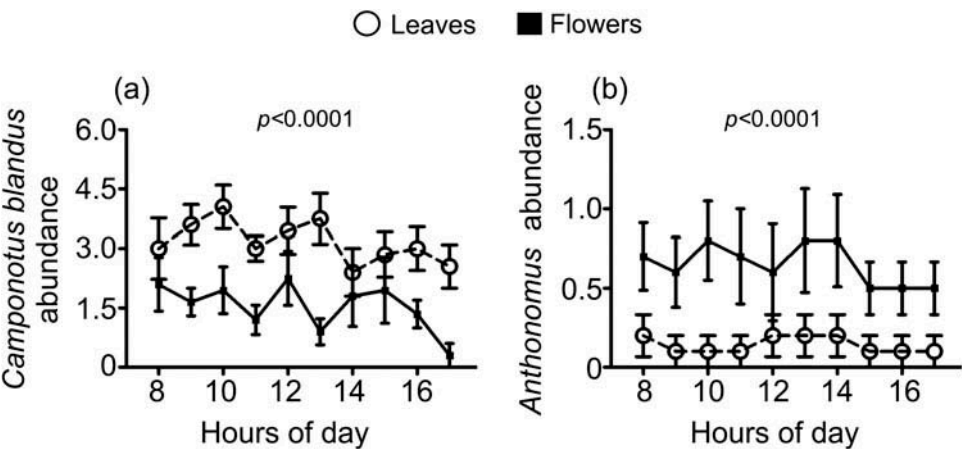 Leaves Flowers
(a)
p<0.0001
Camponotus blandus
abundance
6.0
4.5
3.0
1.5
0
8 10 12 14 16
Hours of day
(b)
p<0.0001
Anthonomus abundance
1.5
1.0
0.5
0
8 10 12 14 16
Hours of day